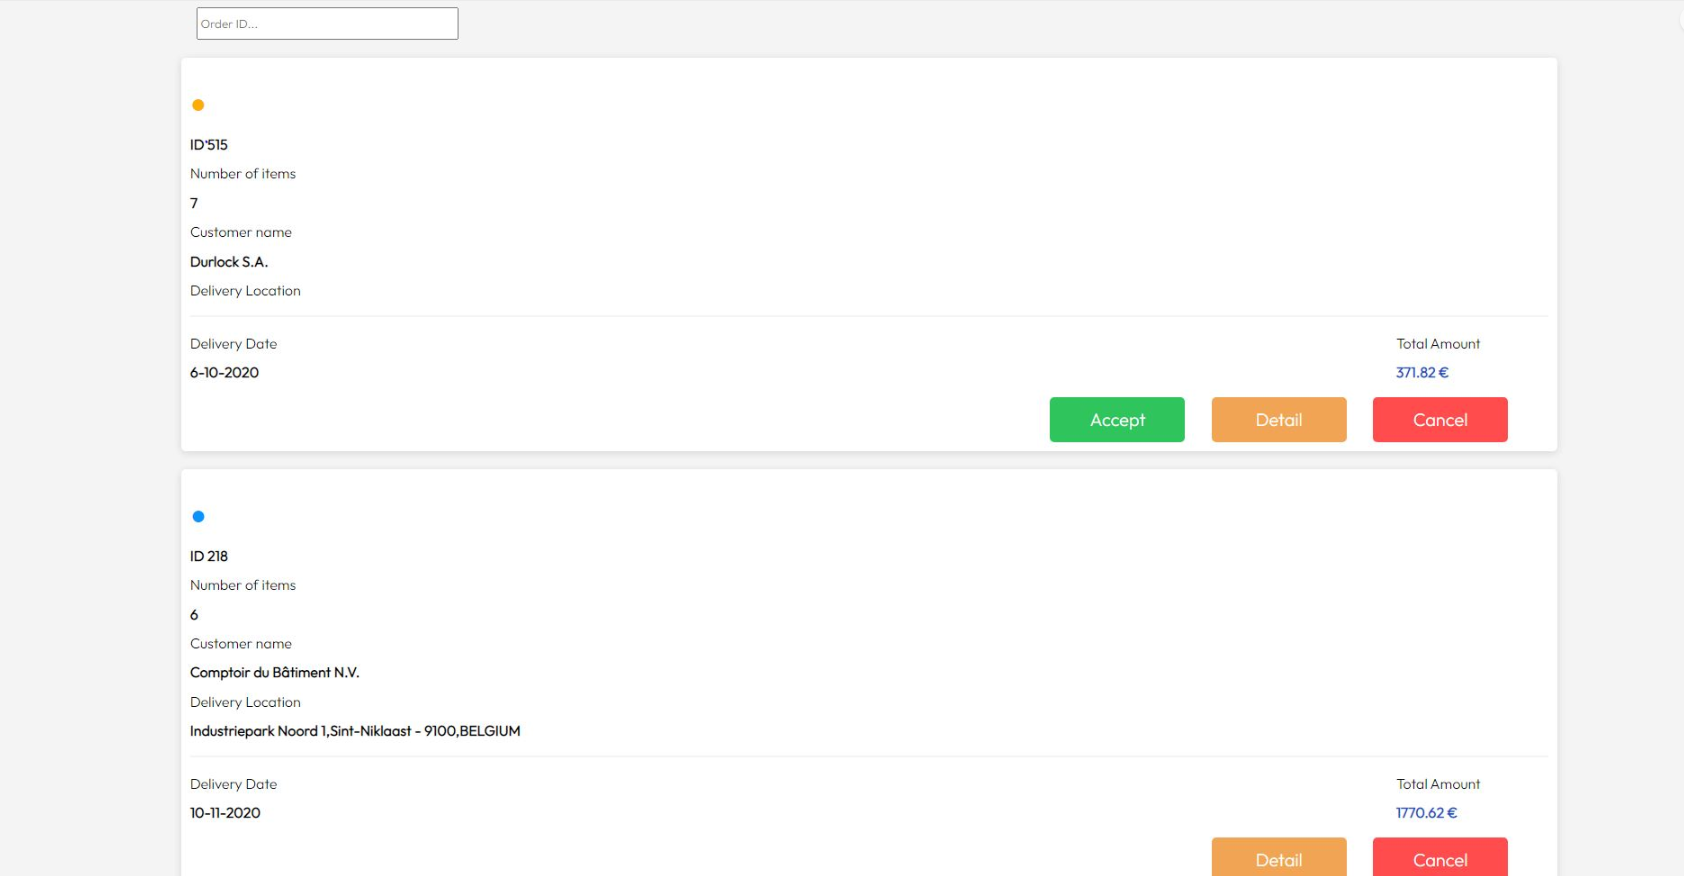 Order ID...
ID*515
Number of items
7
Customer name
Durlock S.A.
Delivery Location
Delivery Date
Total Amount
6-10-2020
371.82 €
Accept
Detail
Cancel
ID 218
Number of items
6
Customer name
Comptoir du Bâtiment N.V.
Delivery Location
Industriepark Noord 1,Sint-Niklaast - 9100,BELGIUM
Delivery Date
Total Amount
10-11-2020
1770.62 €
Detail
Cancel